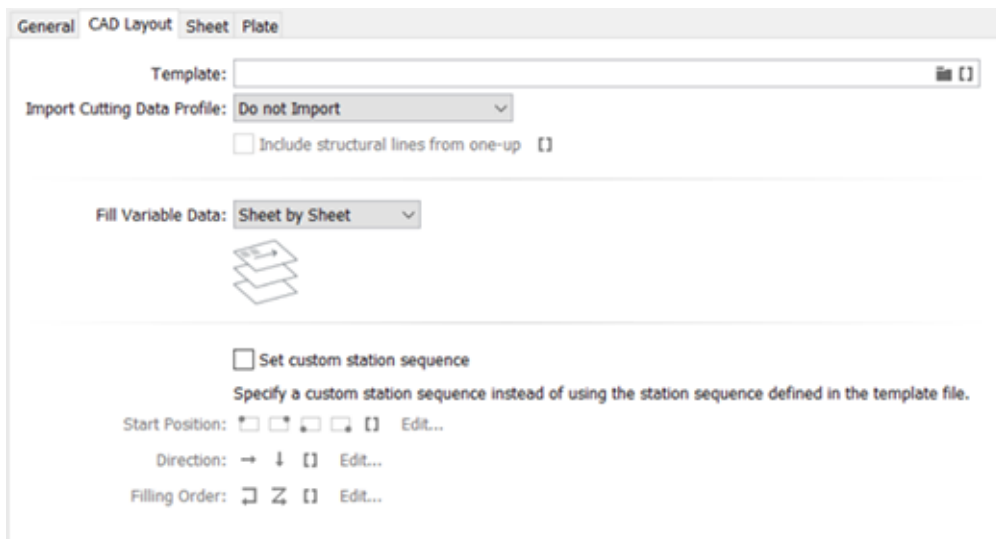 General CAD Layout Sheet Plate
Template:
Import Cutting Data Profile: Do not Import
Include structural lines from one-up []
Fill Variable Data: Sheet by Sheet
Set custom station sequence
Specify a custom station sequence instead of using the station sequence defined in the template file.
Start Position: [] Edit...
Direction: [] Edit...
Filling Order: [] Edit...